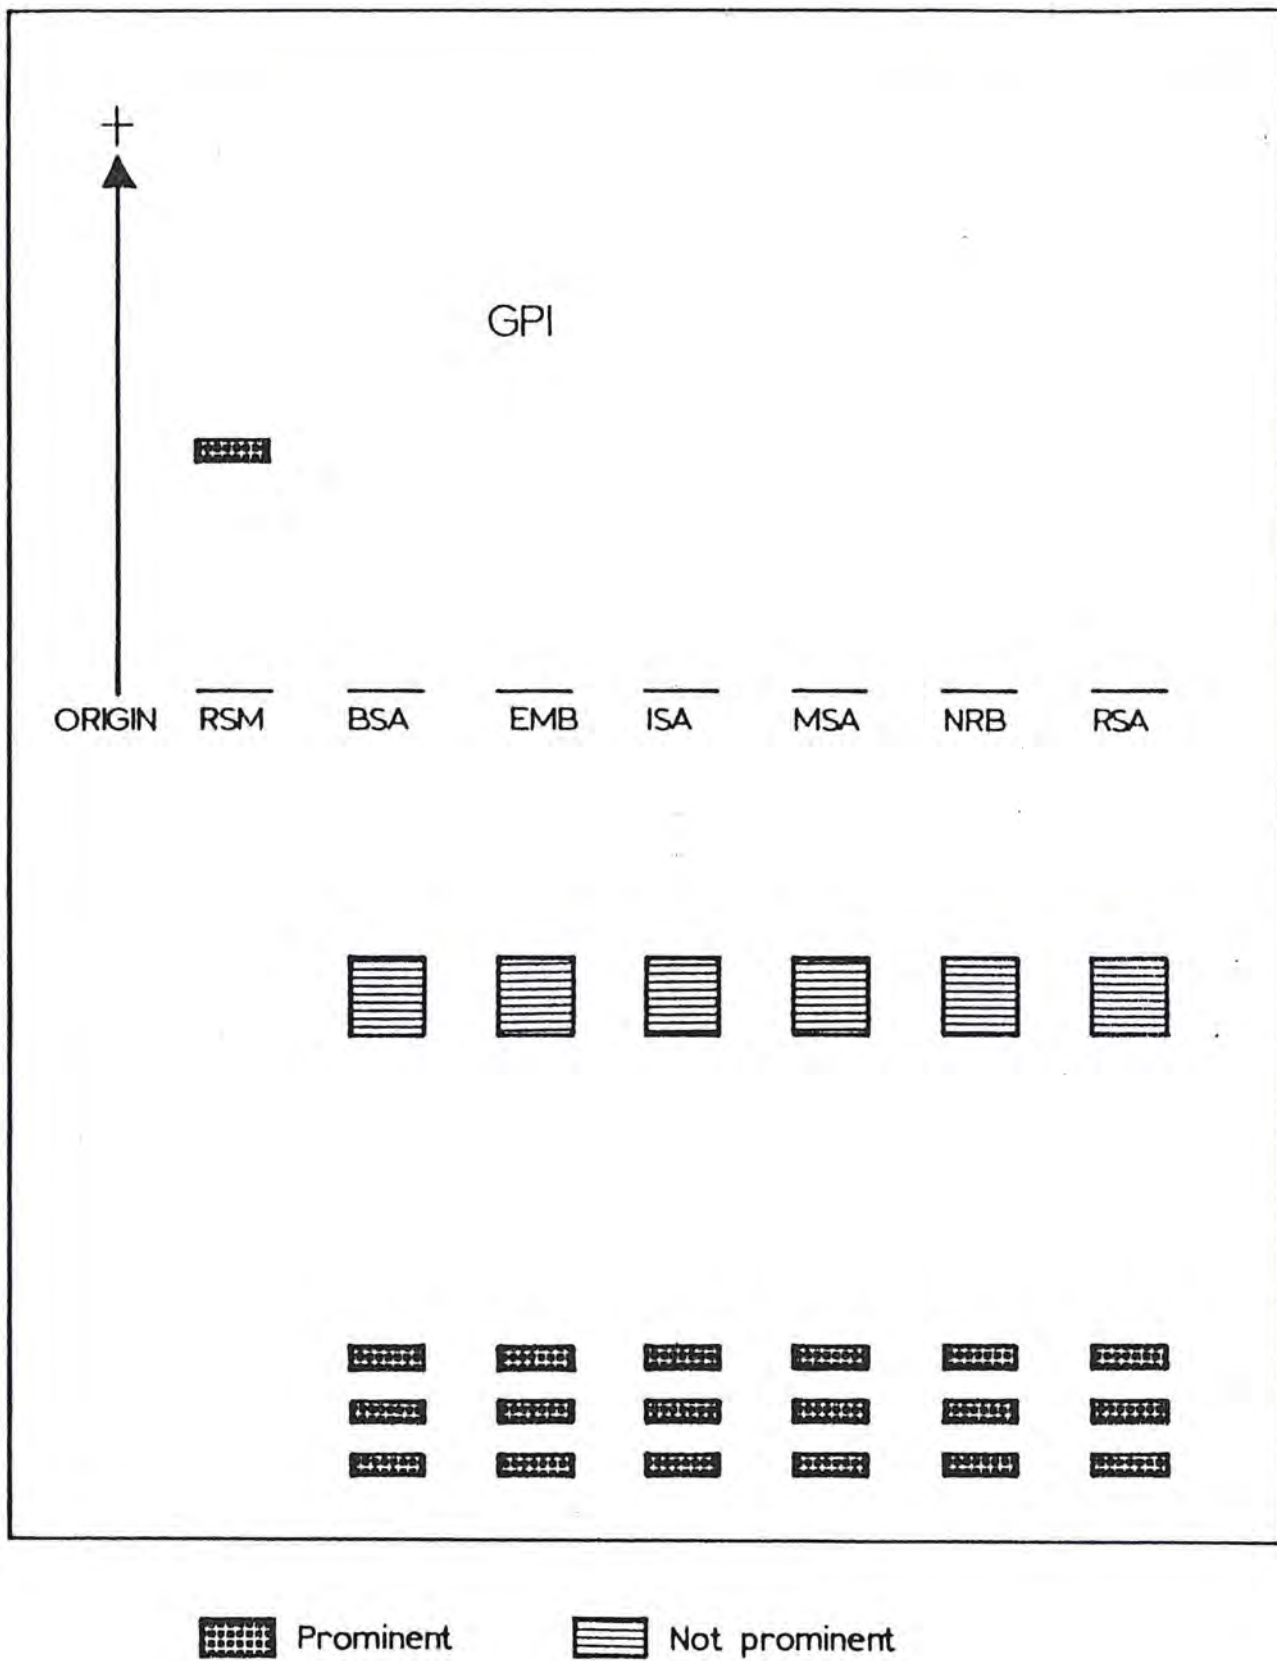 +
GPI
ORIGIN RSM BSA EMB ISA MSA NRB RSA
Prominent Not prominent